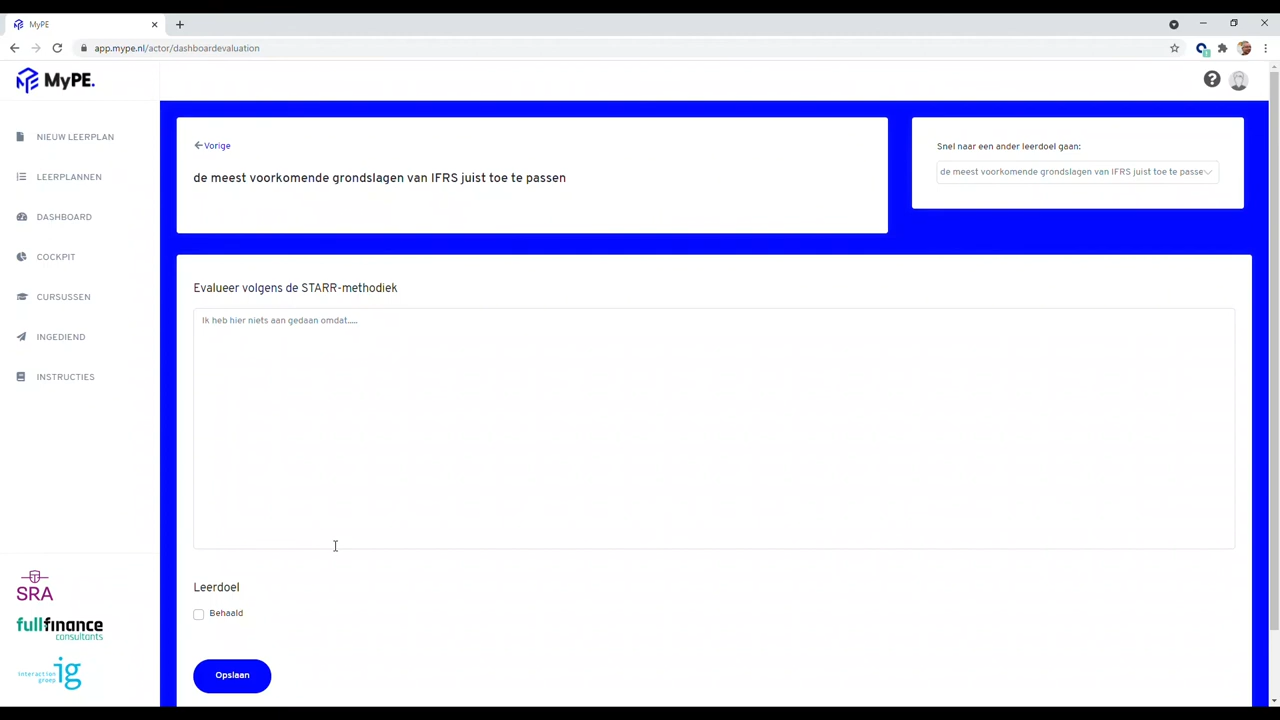 MyPE
app.mype.nl/actor/dashboardevaluation
MyPE.
NIEUW LEERPLAN
LEERPLANNEN
DASHBOARD
COCKPIT
CURSUSSEN
INGEDIEND
INSTRUCTIES
SRA
fullfinance
consultants
interaction
groep
ig
Vorige
de meest voorkomende grondslagen van IFRS juist toe te passen
Snel naar een ander leerdoel gaan:
de meest voorkomende grondslagen van IFRS juist toe te passe
Evalueer volgens de STARR-methodiek
Ik heb hier niets aan gedaan omdat.....
Leerdoel
Behaald
Opslaan